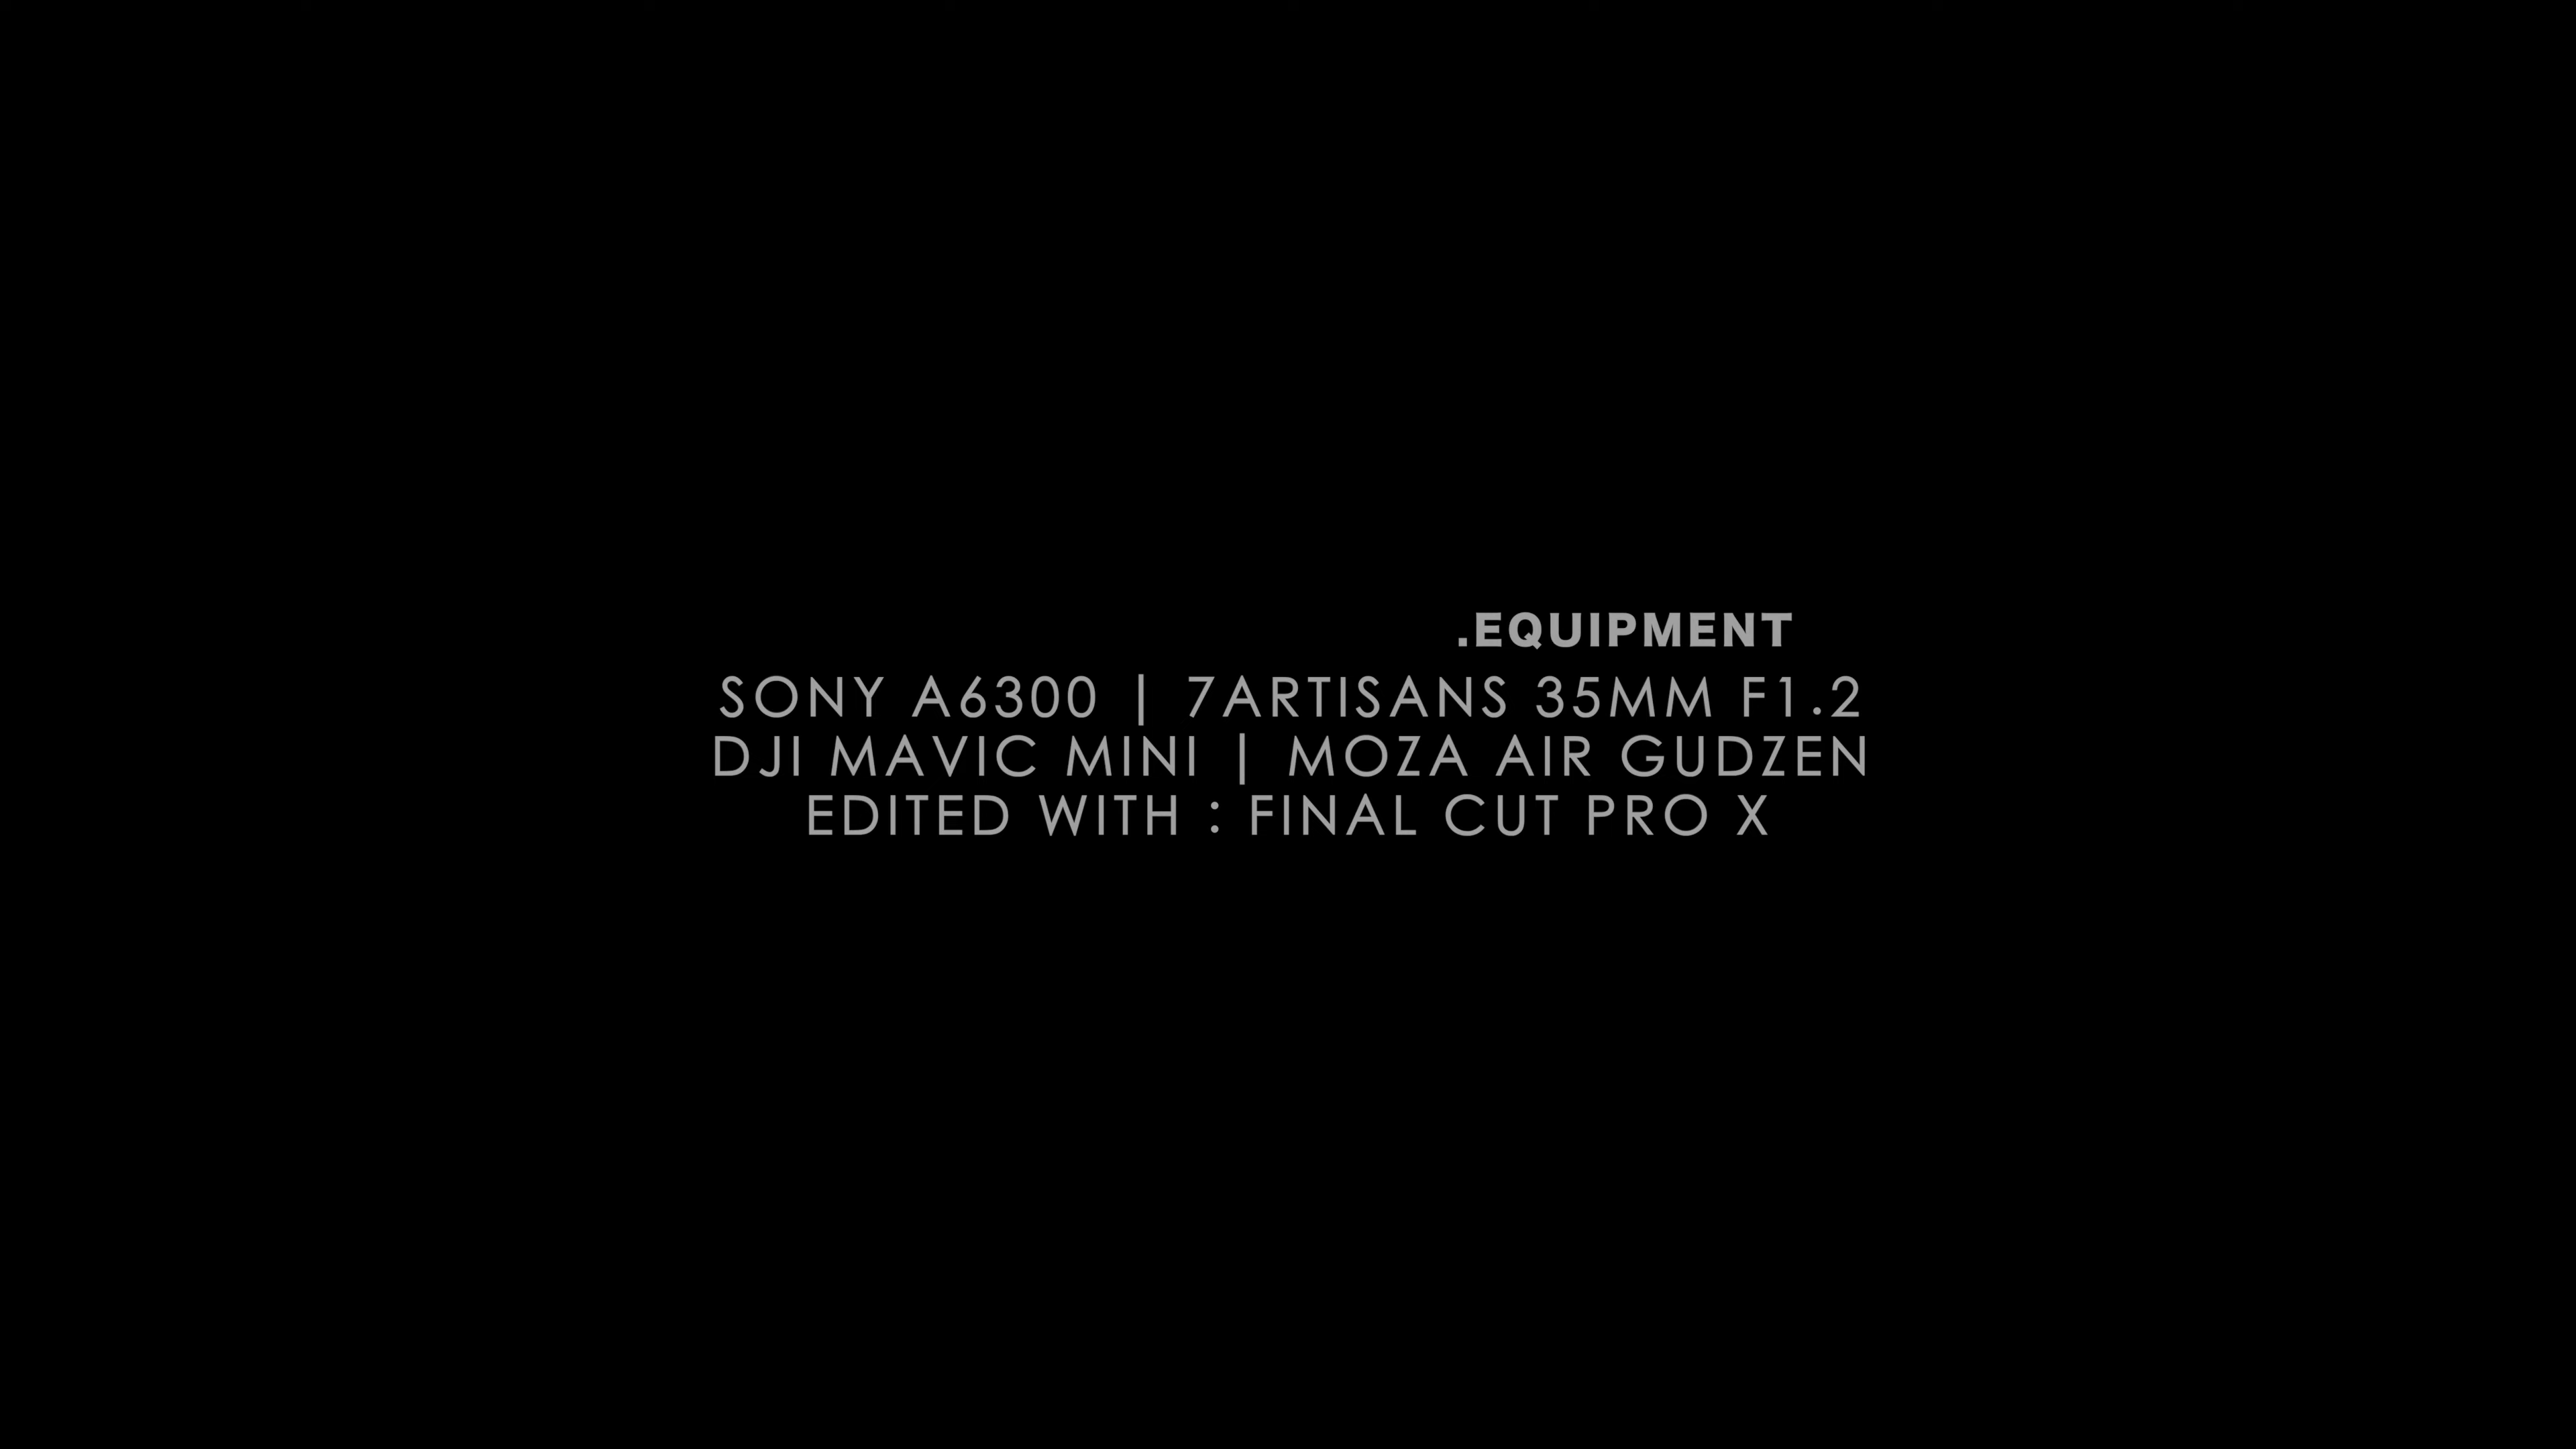 .EQUIPMENT
SONY A6300 | 7ARTISANS 35MM F1.2
DJI MAVIC MINI | MOZA AIR GUDZEN
EDITED WITH : FINAL CUT PRO X